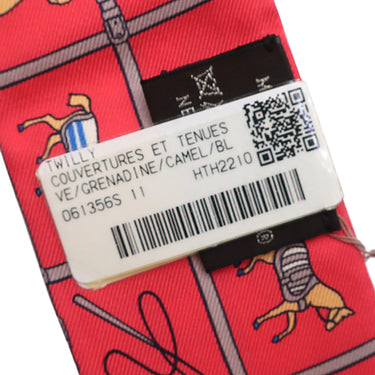 TWILLY
COUVERTURES ET TENUES
VE/GRENADINE/CAMEL/BL
061356S 11 HTH2210